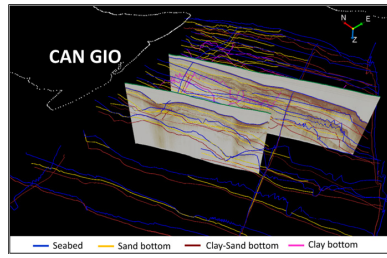 N
E
Z
CAN GIO
Seabed
Sand bottom
Clay-Sand bottom
Clay bottom